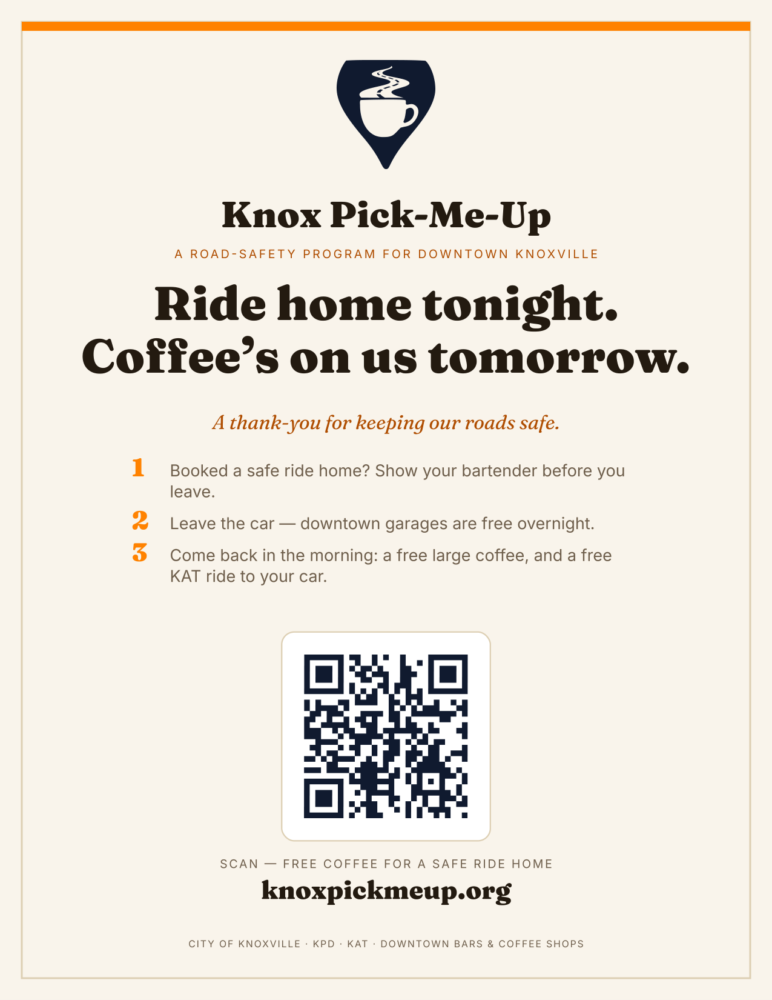 Knox Pick-Me-Up
A ROAD-SAFETY PROGRAM FOR DOWNTOWN KNOXVILLE
Ride home tonight.
Coffee’s on us tomorrow.
A thank-you for keeping our roads safe.
1 Booked a safe ride home? Show your bartender before you
leave.
2 Leave the car — downtown garages are free overnight.
3 Come back in the morning: a free large coffee, and a free
KAT ride to your car.
SCAN — FREE COFFEE FOR A SAFE RIDE HOME
knoxpickmeup.org
CITY OF KNOXVILLE · KPD · KAT · DOWNTOWN BARS & COFFEE SHOPS